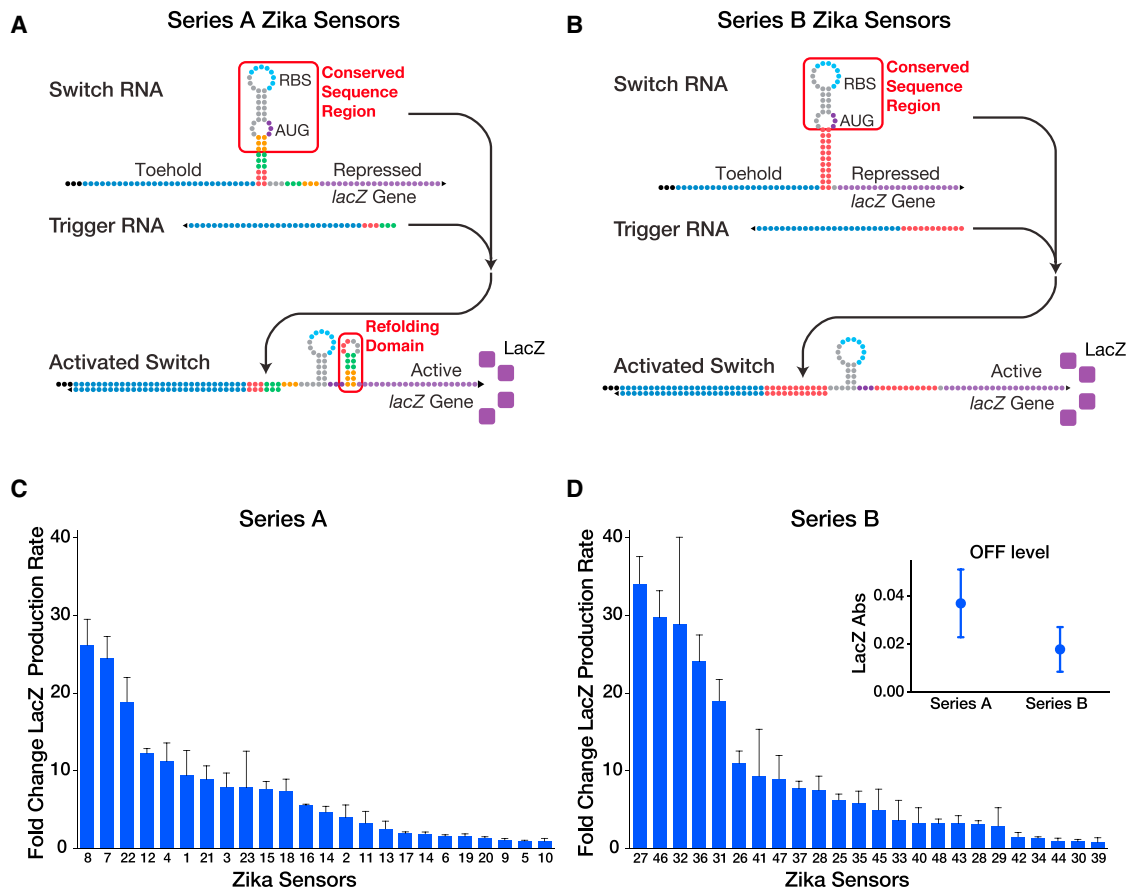 A
Series A Zika Sensors
Switch RNA
RBS
AUG
Conserved
Sequence
Region
Toehold
Repressed
lacZ Gene
Trigger RNA
Refolding
Domain
Activated Switch
Active
lacZ Gene
LacZ
B
Series B Zika Sensors
Switch RNA
RBS
AUG
Conserved
Sequence
Region
Toehold
Repressed
lacZ Gene
Trigger RNA
Activated Switch
Active
lacZ Gene
LacZ
C
Series A
Fold Change LacZ Production Rate
40
30
20
10
0
8 7 22 12 4 1 21 3 23 15 18 16 14 2 11 13 17 14 6 19 20 9 5 10
Zika Sensors
D
Series B
Fold Change LacZ Production Rate
40
30
20
10
0
27 46 32 36 31 26 41 47 37 28 25 35 45 33 40 48 43 28 29 42 34 44 30 39
Zika Sensors
OFF level
LacZ Abs
0.04
0.02
0.00
Series A
Series B